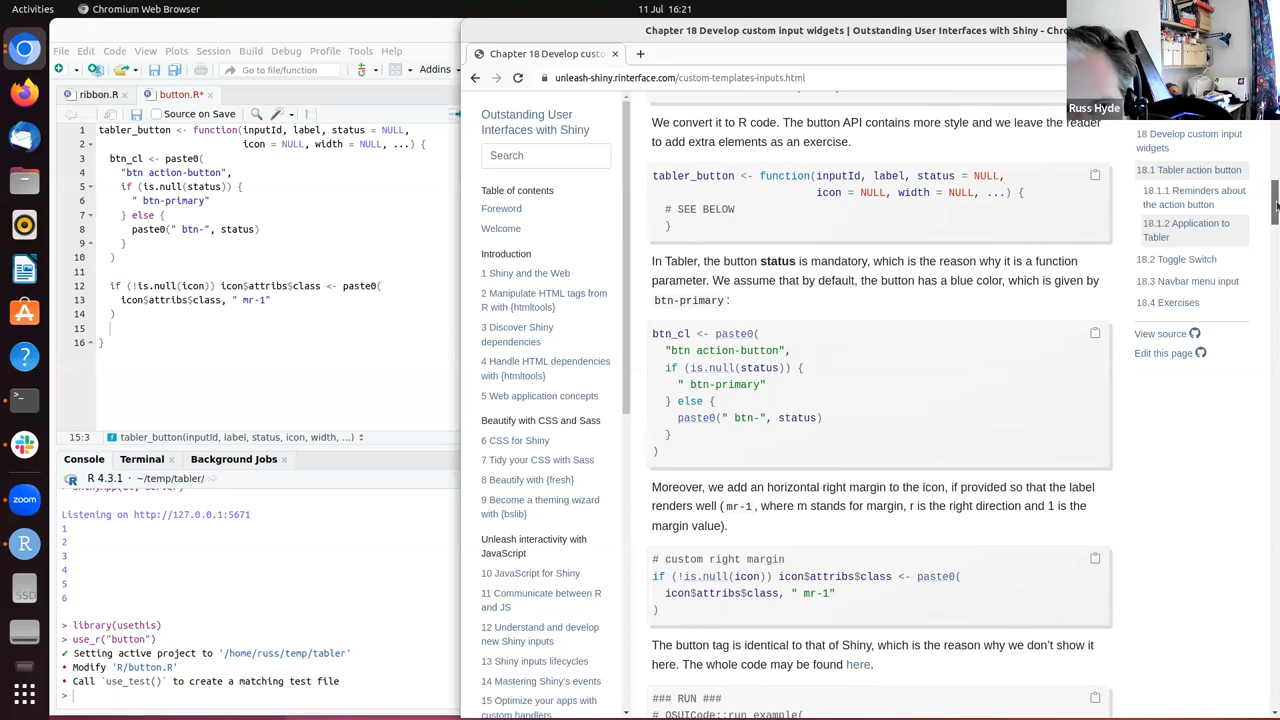 Activities
Chromium Web Browser
11 Jul 16:21
File Edit Code View Plots Session Build Debug Profile Tools Help
Go to file/function
Addins
ribbon.R ×
button.R* ×
Source on Save
1 tabler_button <- function(inputId, label, status = NULL,
2 icon = NULL, width = NULL, ...) {
3 btn_cl <- paste0(
4 "btn action-button",
5 if (is.null(status)) {
6 " btn-primary"
7 } else {
8 paste0(" btn-", status)
9 }
10 )
11
12 if (!is.null(icon)) icon$attribs$class <- paste0(
13 icon$attribs$class, " mr-1"
14 )
15
16 }
15:3 tabler_button(inputId, label, status, icon, width, ...)
Console Terminal × Background Jobs ×
R 4.3.1 · ~/temp/tabler/
Listening on http://127.0.0.1:5671
1
2
3
4
5
6
> library(usethis)
> use_r("button")
✔ Setting active project to '/home/russ/temp/tabler'
• Modify 'R/button.R'
• Call `use_test()` to create a matching test file
>
Chapter 18 Develop custom input widgets | Outstanding User Interfaces with Shiny - Chro
Chapter 18 Develop custo ×
unleash-shiny.rinterface.com/custom-templates-inputs.html
Outstanding User
Interfaces with Shiny
Search
Table of contents
Foreword
Welcome
Introduction
1 Shiny and the Web
2 Manipulate HTML tags from
R with {htmltools}
3 Discover Shiny
dependencies
4 Handle HTML dependencies
with {htmltools}
5 Web application concepts
Beautify with CSS and Sass
6 CSS for Shiny
7 Tidy your CSS with Sass
8 Beautify with {fresh}
9 Become a theming wizard
with {bslib}
Unleash interactivity with
JavaScript
10 JavaScript for Shiny
11 Communicate between R
and JS
12 Understand and develop
new Shiny inputs
13 Shiny inputs lifecycles
14 Mastering Shiny's events
15 Optimize your apps with
custom handlers
We convert it to R code. The button API contains more style and we leave the reader
to add extra elements as an exercise.
tabler_button <- function(inputId, label, status = NULL,
icon = NULL, width = NULL, ...) {
# SEE BELOW
}
In Tabler, the button status is mandatory, which is the reason why it is a function
parameter. We assume that by default, the button has a blue color, which is given by
btn-primary :
btn_cl <- paste0(
"btn action-button",
if (is.null(status)) {
" btn-primary"
} else {
paste0(" btn-", status)
}
)
Moreover, we add an horizontal right margin to the icon, if provided so that the label
renders well ( mr-1 , where m stands for margin, r is the right direction and 1 is the
margin value).
# custom right margin
if (!is.null(icon)) icon$attribs$class <- paste0(
icon$attribs$class, " mr-1"
)
The button tag is identical to that of Shiny, which is the reason why we don't show it
here. The whole code may be found here.
### RUN ###
# OSUICode::run_example(
Russ Hyde
18 Develop custom input
widgets
18.1 Tabler action button
18.1.1 Reminders about
the action button
18.1.2 Application to
Tabler
18.2 Toggle Switch
18.3 Navbar menu input
18.4 Exercises
View source
Edit this page
zoom
SSD